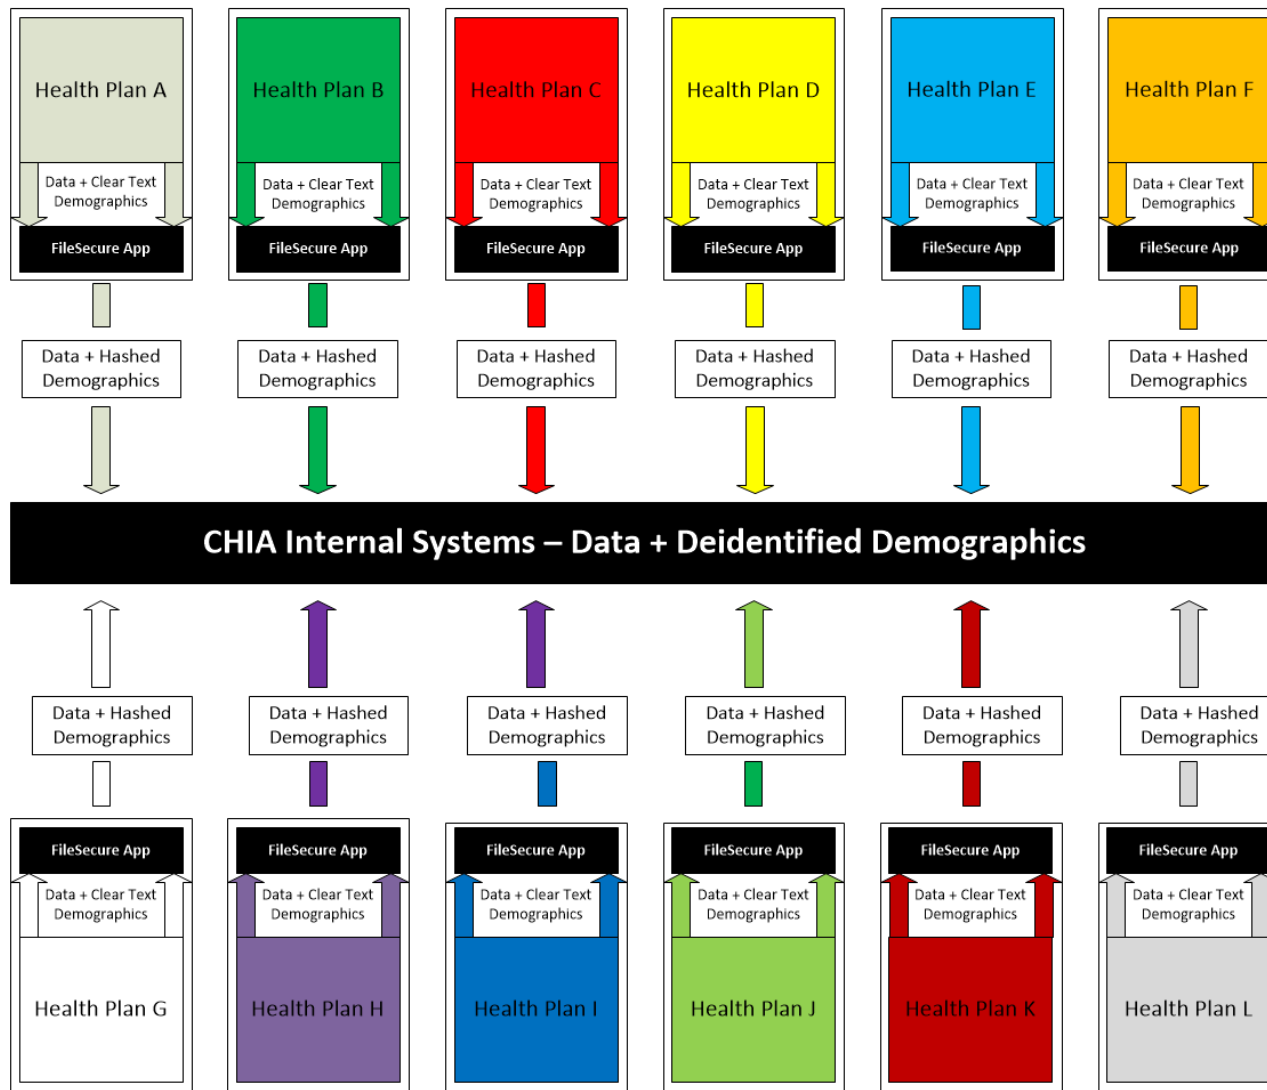 Health Plan A
Health Plan B
Health Plan C
Health Plan D
Health Plan E
Health Plan F
Data + Clear Text
Demographics
Data + Clear Text
Demographics
Data + Clear Text
Demographics
Data + Clear Text
Demographics
Data + Clear Text
Demographics
Data + Clear Text
Demographics
FileSecure App
FileSecure App
FileSecure App
FileSecure App
FileSecure App
FileSecure App
Data + Hashed
Demographics
Data + Hashed
Demographics
Data + Hashed
Demographics
Data + Hashed
Demographics
Data + Hashed
Demographics
Data + Hashed
Demographics
CHIA Internal Systems – Data + Deidentified Demographics
Data + Hashed
Demographics
Data + Hashed
Demographics
Data + Hashed
Demographics
Data + Hashed
Demographics
Data + Hashed
Demographics
Data + Hashed
Demographics
FileSecure App
FileSecure App
FileSecure App
FileSecure App
FileSecure App
FileSecure App
Data + Clear Text
Demographics
Data + Clear Text
Demographics
Data + Clear Text
Demographics
Data + Clear Text
Demographics
Data + Clear Text
Demographics
Data + Clear Text
Demographics
Health Plan G
Health Plan H
Health Plan I
Health Plan J
Health Plan K
Health Plan L